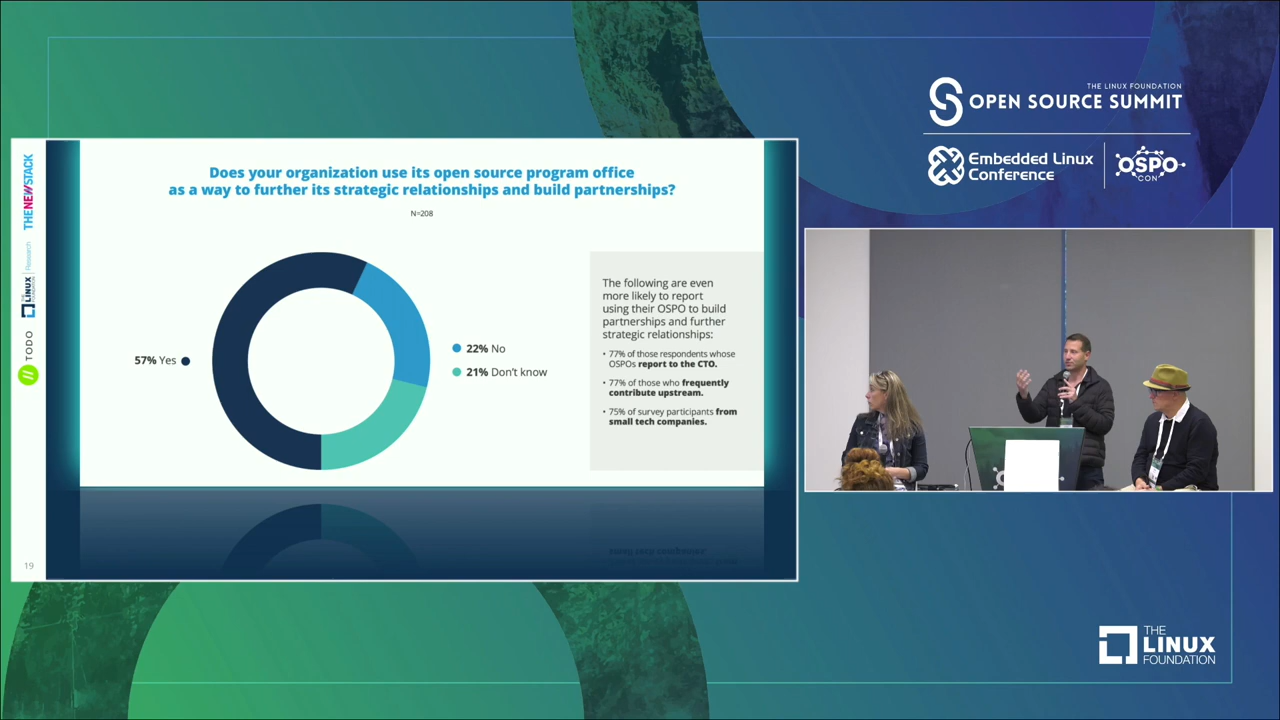 THE LINUX FOUNDATION
OPEN SOURCE SUMMIT
Embedded Linux
Conference
OSPO
CON
THENEWSTACK
THE
LINUX
FOUNDATION
Research
TODO
19
Does your organization use its open source program office
as a way to further its strategic relationships and build partnerships?
N=208
57% Yes
22% No
21% Don't know
The following are even
more likely to report
using their OSPO to build
partnerships and further
strategic relationships:
• 77% of those respondents whose
OSPOs report to the CTO.
• 77% of those who frequently
contribute upstream.
• 75% of survey participants from
small tech companies.
THE
LINUX
FOUNDATION